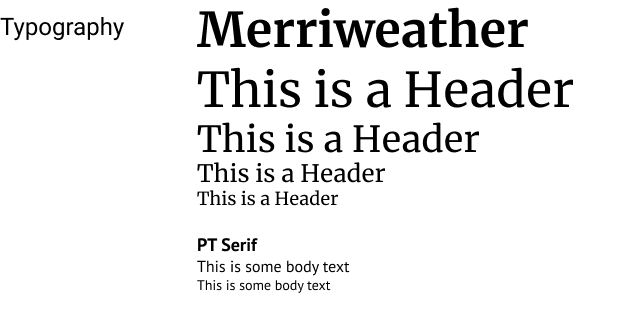 Typography
Merriweather
This is a Header
This is a Header
This is a Header
This is a Header
PT Serif
This is some body text
This is some body text